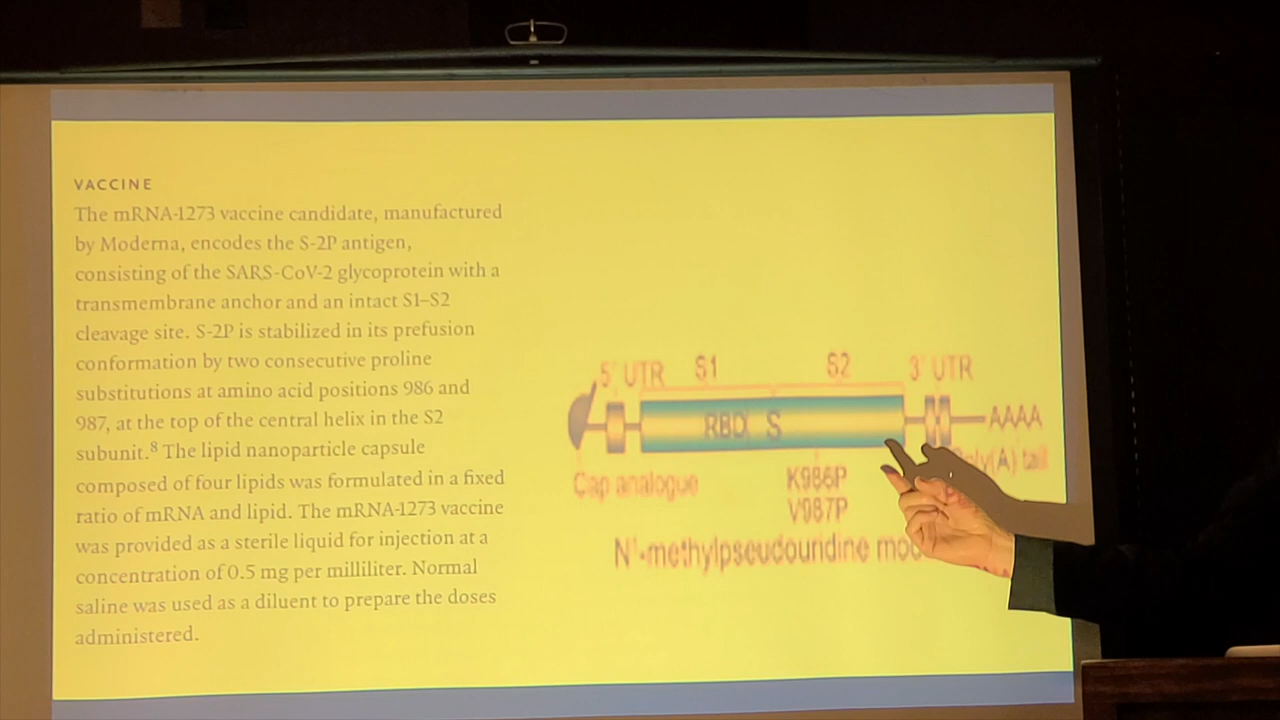 VACCINE
The mRNA-1273 vaccine candidate, manufactured
by Moderna, encodes the S-2P antigen,
consisting of the SARS-CoV-2 glycoprotein with a
transmembrane anchor and an intact S1–S2
cleavage site. S-2P is stabilized in its prefusion
conformation by two consecutive proline
substitutions at amino acid positions 986 and
987, at the top of the central helix in the S2
subunit.⁸ The lipid nanoparticle capsule
composed of four lipids was formulated in a fixed
ratio of mRNA and lipid. The mRNA-1273 vaccine
was provided as a sterile liquid for injection at a
concentration of 0.5 mg per milliliter. Normal
saline was used as a diluent to prepare the doses
administered.
5' UTR S1 S2 3' UTR
RBD S AAAA
Cap analogue K986P Poly(A) tail
V987P
N¹-methylpseudouridine